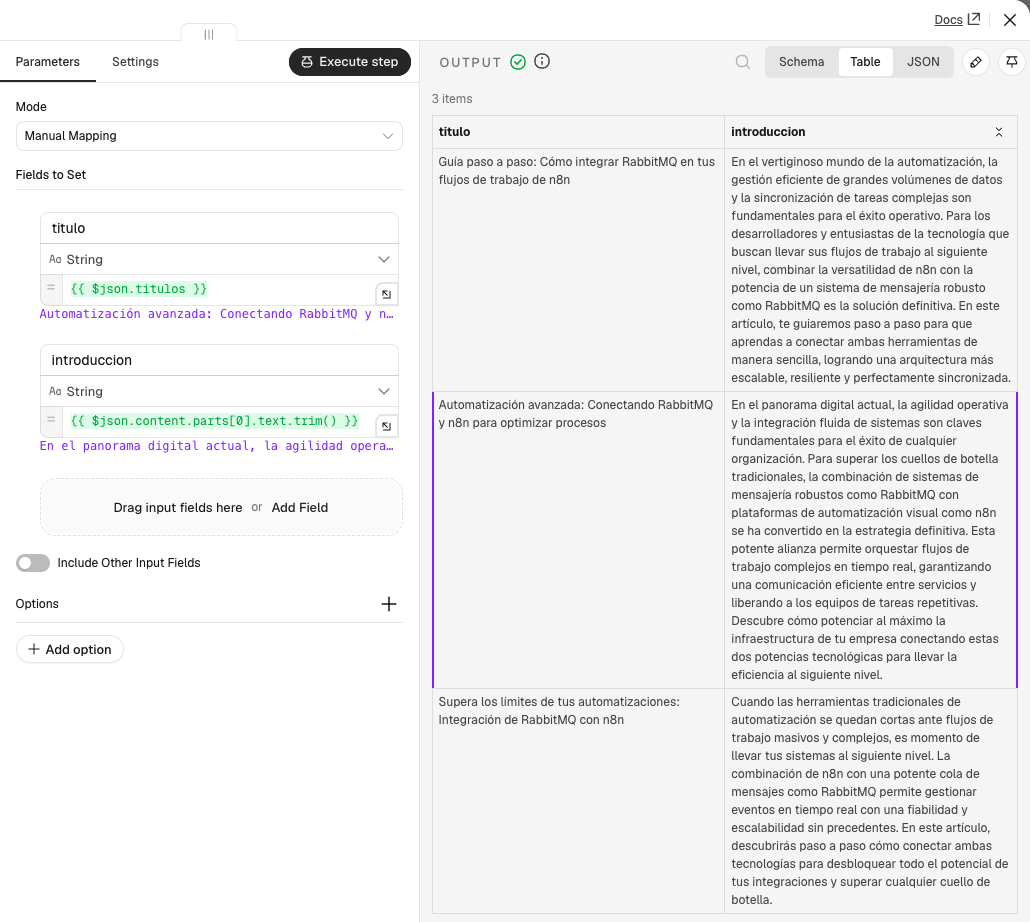 Docs
Parameters
Settings
Execute step
OUTPUT
Schema
Table
JSON
Mode
Manual Mapping
Fields to Set
titulo
Aa String
= {{ $json.titulos }}
Automatización avanzada: Conectando RabbitMQ y n…
introduccion
Aa String
= {{ $json.content.parts[0].text.trim() }}
En el panorama digital actual, la agilidad opera…
Drag input fields here or Add Field
Include Other Input Fields
Options
Add option
3 items
titulo
introduccion
Guía paso a paso: Cómo integrar RabbitMQ en tus
flujos de trabajo de n8n
En el vertiginoso mundo de la automatización, la
gestión eficiente de grandes volúmenes de datos
y la sincronización de tareas complejas son
fundamentales para el éxito operativo. Para los
desarrolladores y entusiastas de la tecnología que
buscan llevar sus flujos de trabajo al siguiente
nivel, combinar la versatilidad de n8n con la
potencia de un sistema de mensajería robusto
como RabbitMQ es la solución definitiva. En este
artículo, te guiaremos paso a paso para que
aprendas a conectar ambas herramientas de
manera sencilla, logrando una arquitectura más
escalable, resiliente y perfectamente sincronizada.
Automatización avanzada: Conectando RabbitMQ
y n8n para optimizar procesos
En el panorama digital actual, la agilidad operativa
y la integración fluida de sistemas son claves
fundamentales para el éxito de cualquier
organización. Para superar los cuellos de botella
tradicionales, la combinación de sistemas de
mensajería robustos como RabbitMQ con
plataformas de automatización visual como n8n
se ha convertido en la estrategia definitiva. Esta
potente alianza permite orquestar flujos de
trabajo complejos en tiempo real, garantizando
una comunicación eficiente entre servicios y
liberando a los equipos de tareas repetitivas.
Descubre cómo potenciar al máximo la
infraestructura de tu empresa conectando estas
dos potencias tecnológicas para llevar la
eficiencia al siguiente nivel.
Supera los límites de tus automatizaciones:
Integración de RabbitMQ con n8n
Cuando las herramientas tradicionales de
automatización se quedan cortas ante flujos de
trabajo masivos y complejos, es momento de
llevar tus sistemas al siguiente nivel. La
combinación de n8n con una potente cola de
mensajes como RabbitMQ permite gestionar
eventos en tiempo real con una fiabilidad y
escalabilidad sin precedentes. En este artículo,
descubrirás paso a paso cómo conectar ambas
tecnologías para desbloquear todo el potencial de
tus integraciones y superar cualquier cuello de
botella.